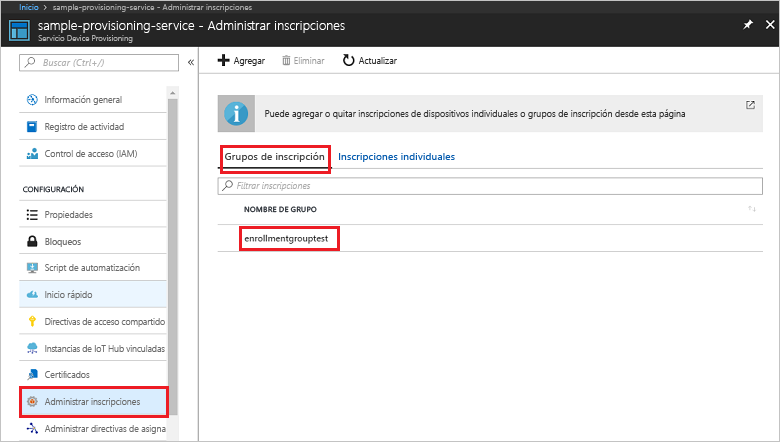 Inicio > sample-provisioning-service - Administrar inscripciones
sample-provisioning-service - Administrar inscripciones
Servicio Device Provisioning
Buscar (Ctrl+/)
Información general
Registro de actividad
Control de acceso (IAM)
CONFIGURACIÓN
Propiedades
Bloqueos
Script de automatización
Inicio rápido
Directivas de acceso compartido
Instancias de IoT Hub vinculadas
Certificados
Administrar inscripciones
Administrar directivas de asigna
Agregar
Eliminar
Actualizar
Puede agregar o quitar inscripciones de dispositivos individuales o grupos de inscripción desde esta página
Grupos de inscripción
Inscripciones individuales
Filtrar inscripciones
NOMBRE DE GRUPO
enrollmentgrouptest